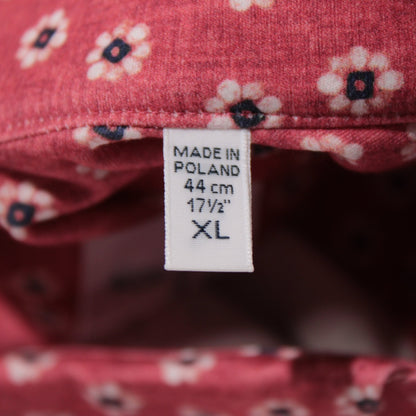 MADE IN
POLAND
44 cm
17½"
XL